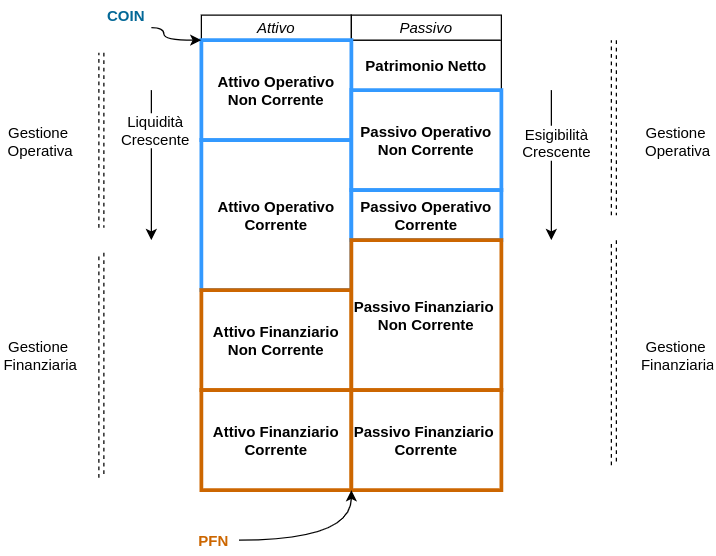 COIN
Attivo
Passivo
Patrimonio Netto
Attivo Operativo
Non Corrente
Liquidità
Crescente
Passivo Operativo
Non Corrente
Esigibilità
Crescente
Gestione
Operativa
Gestione
Operativa
Attivo Operativo
Corrente
Passivo Operativo
Corrente
Passivo Finanziario
Non Corrente
Attivo Finanziario
Non Corrente
Gestione
Finanziaria
Gestione
Finanziaria
Attivo Finanziario
Corrente
Passivo Finanziario
Corrente
PFN